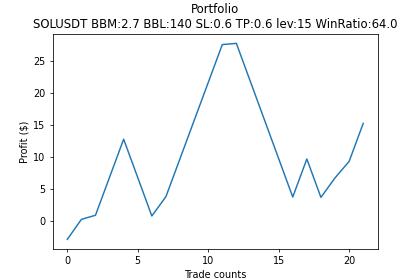 Portfolio
SOLUSDT BBM:2.7 BBL:140 SL:0.6 TP:0.6 lev:15 WinRatio:64.0
25
20
15
10
5
0
Profit ($)
0 5 10 15 20
Trade counts